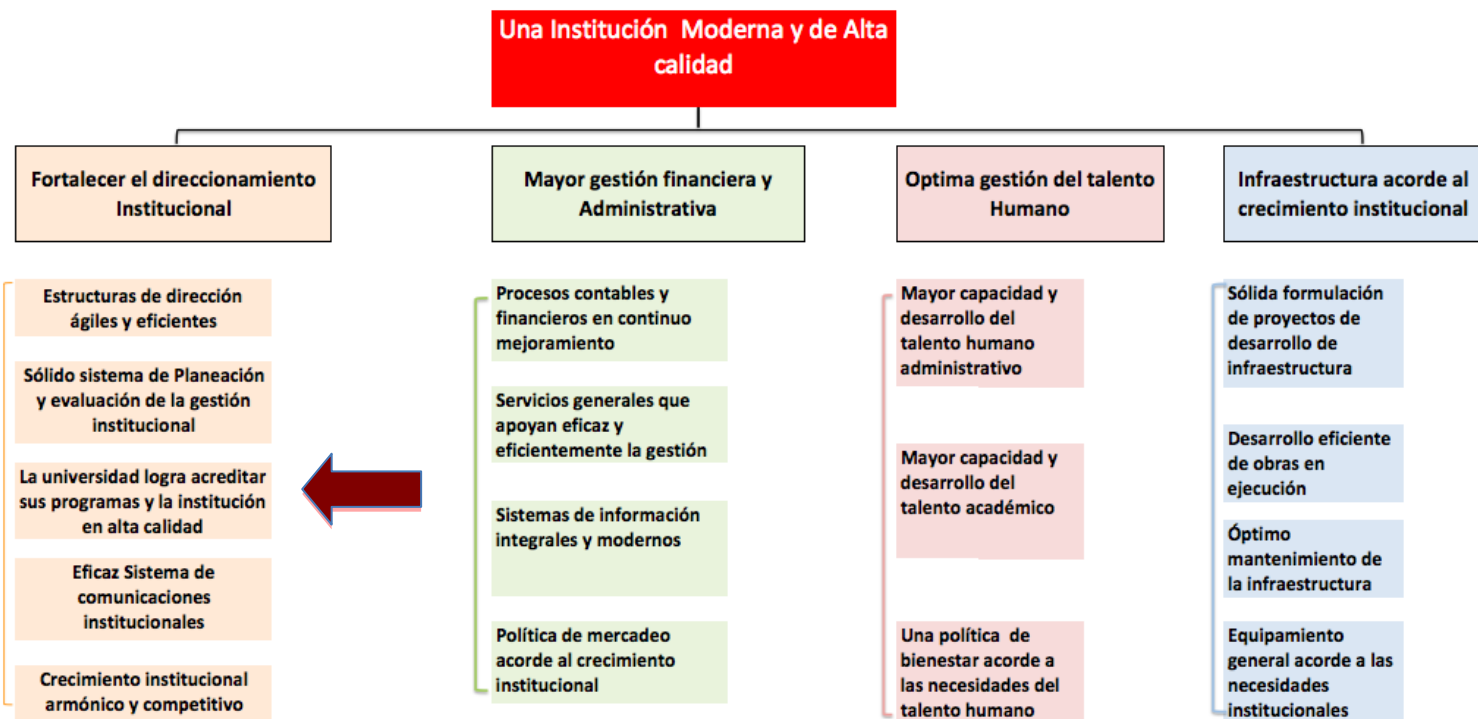 Una Institución  Moderna y de Alta
calidad
Fortalecer el direccionamiento
Institucional
Mayor gestión financiera y
Administrativa
Optima gestión del talento
Humano
Infraestructura acorde al
crecimiento institucional
Estructuras de dirección
ágiles y eficientes
Sólido sistema de Planeación
y evaluación de la gestión
institucional
La universidad logra acreditar
sus programas y la institución
en alta calidad
Eficaz Sistema de
comunicaciones
institucionales
Crecimiento institucional
armónico y competitivo
Procesos contables y
financieros en continuo
mejoramiento
Servicios generales que
apoyan eficaz y
eficientemente la gestión
Sistemas de información
integrales y modernos
Política de mercadeo
acorde al crecimiento
institucional
Mayor capacidad y
desarrollo del
talento humano
administrativo
Mayor capacidad y
desarrollo del
talento académico
Una política  de
bienestar acorde a
las necesidades del
talento humano
Sólida formulación
de proyectos de
desarrollo de
infraestructura
Desarrollo eficiente
de obras en
ejecución
Óptimo
mantenimiento de
la infraestructura
Equipamiento
general acorde a las
necesidades
institucionales